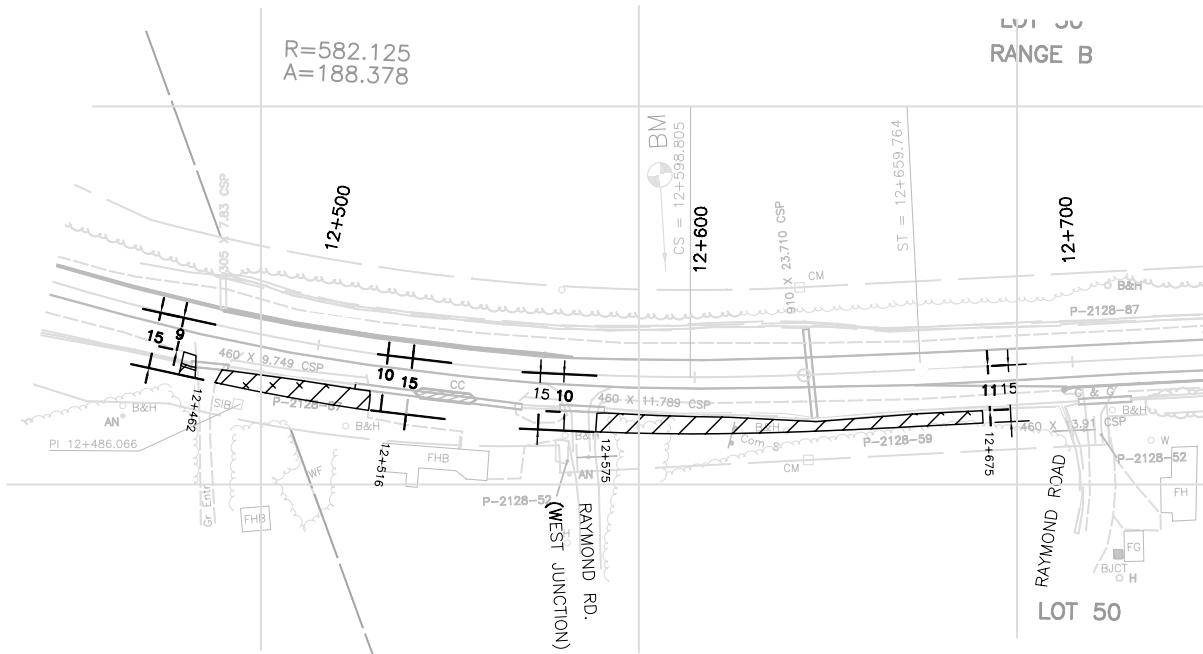 R=582.125
A=188.378
LOT 50
RANGE B
BM
CS = 12+598.805
ST = 12+659.764
305 X 7.83 CSP
12+500
12+600
910 X 23.710 CSP
CM
12+700
B&H
P-2128-87
15
9
460 X 9.749 CSP
10
15
CC
15
10
460 X 11.789 CSP
11
15
C & G
12+462
SIB
P-2128-87
B&H
AN
B&H
PI 12+486.066
12+516
FHB
WF
Gr Entr
FHB
P-2128-52
B&H
AN
12+575
B&H
Com S
CM
P-2128-59
12+675
460 X 13.91 CSP
B&H
W
P-2128-52
FH
RAYMOND RD.
(WEST JUNCTION)
H
RAYMOND ROAD
FG
BJCT
H
LOT 50